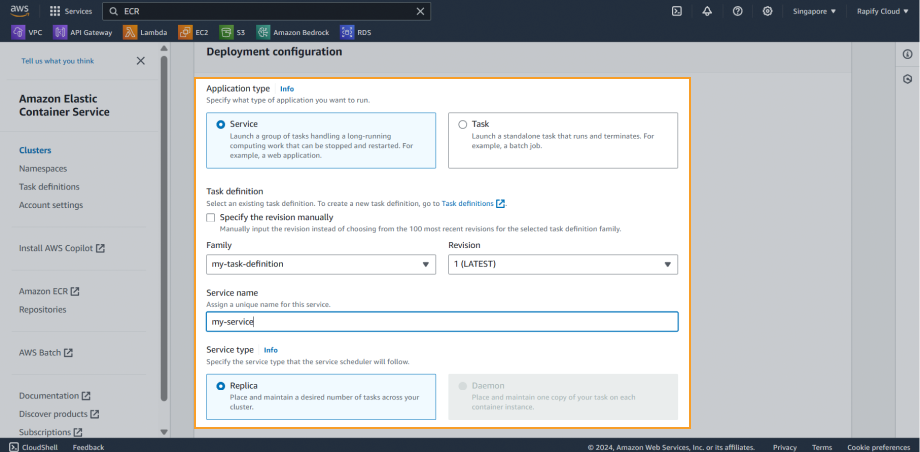 aws
Services
ECR
Singapore
Rapify Cloud
VPC
API Gateway
Lambda
EC2
S3
Amazon Bedrock
RDS
Tell us what you think
Amazon Elastic
Container Service
Clusters
Namespaces
Task definitions
Account settings
Install AWS Copilot
Amazon ECR
Repositories
AWS Batch
Documentation
Discover products
Subscriptions
Deployment configuration
Application type Info
Specify what type of application you want to run.
Service
Launch a group of tasks handling a long-running
computing work that can be stopped and restarted. For
example, a web application.
Task
Launch a standalone task that runs and terminates. For
example, a batch job.
Task definition
Select an existing task definition. To create a new task definition, go to Task definitions.
Specify the revision manually
Manually input the revision instead of choosing from the 100 most recent revisions for the selected task definition family.
Family
my-task-definition
Revision
1 (LATEST)
Service name
Assign a unique name for this service.
my-service
Service type Info
Specify the service type that the service scheduler will follow.
Replica
Place and maintain a desired number of tasks across your
cluster.
Daemon
Place and maintain one copy of your task on each
container instance.
CloudShell
Feedback
© 2024, Amazon Web Services, Inc. or its affiliates.
Privacy
Terms
Cookie preferences